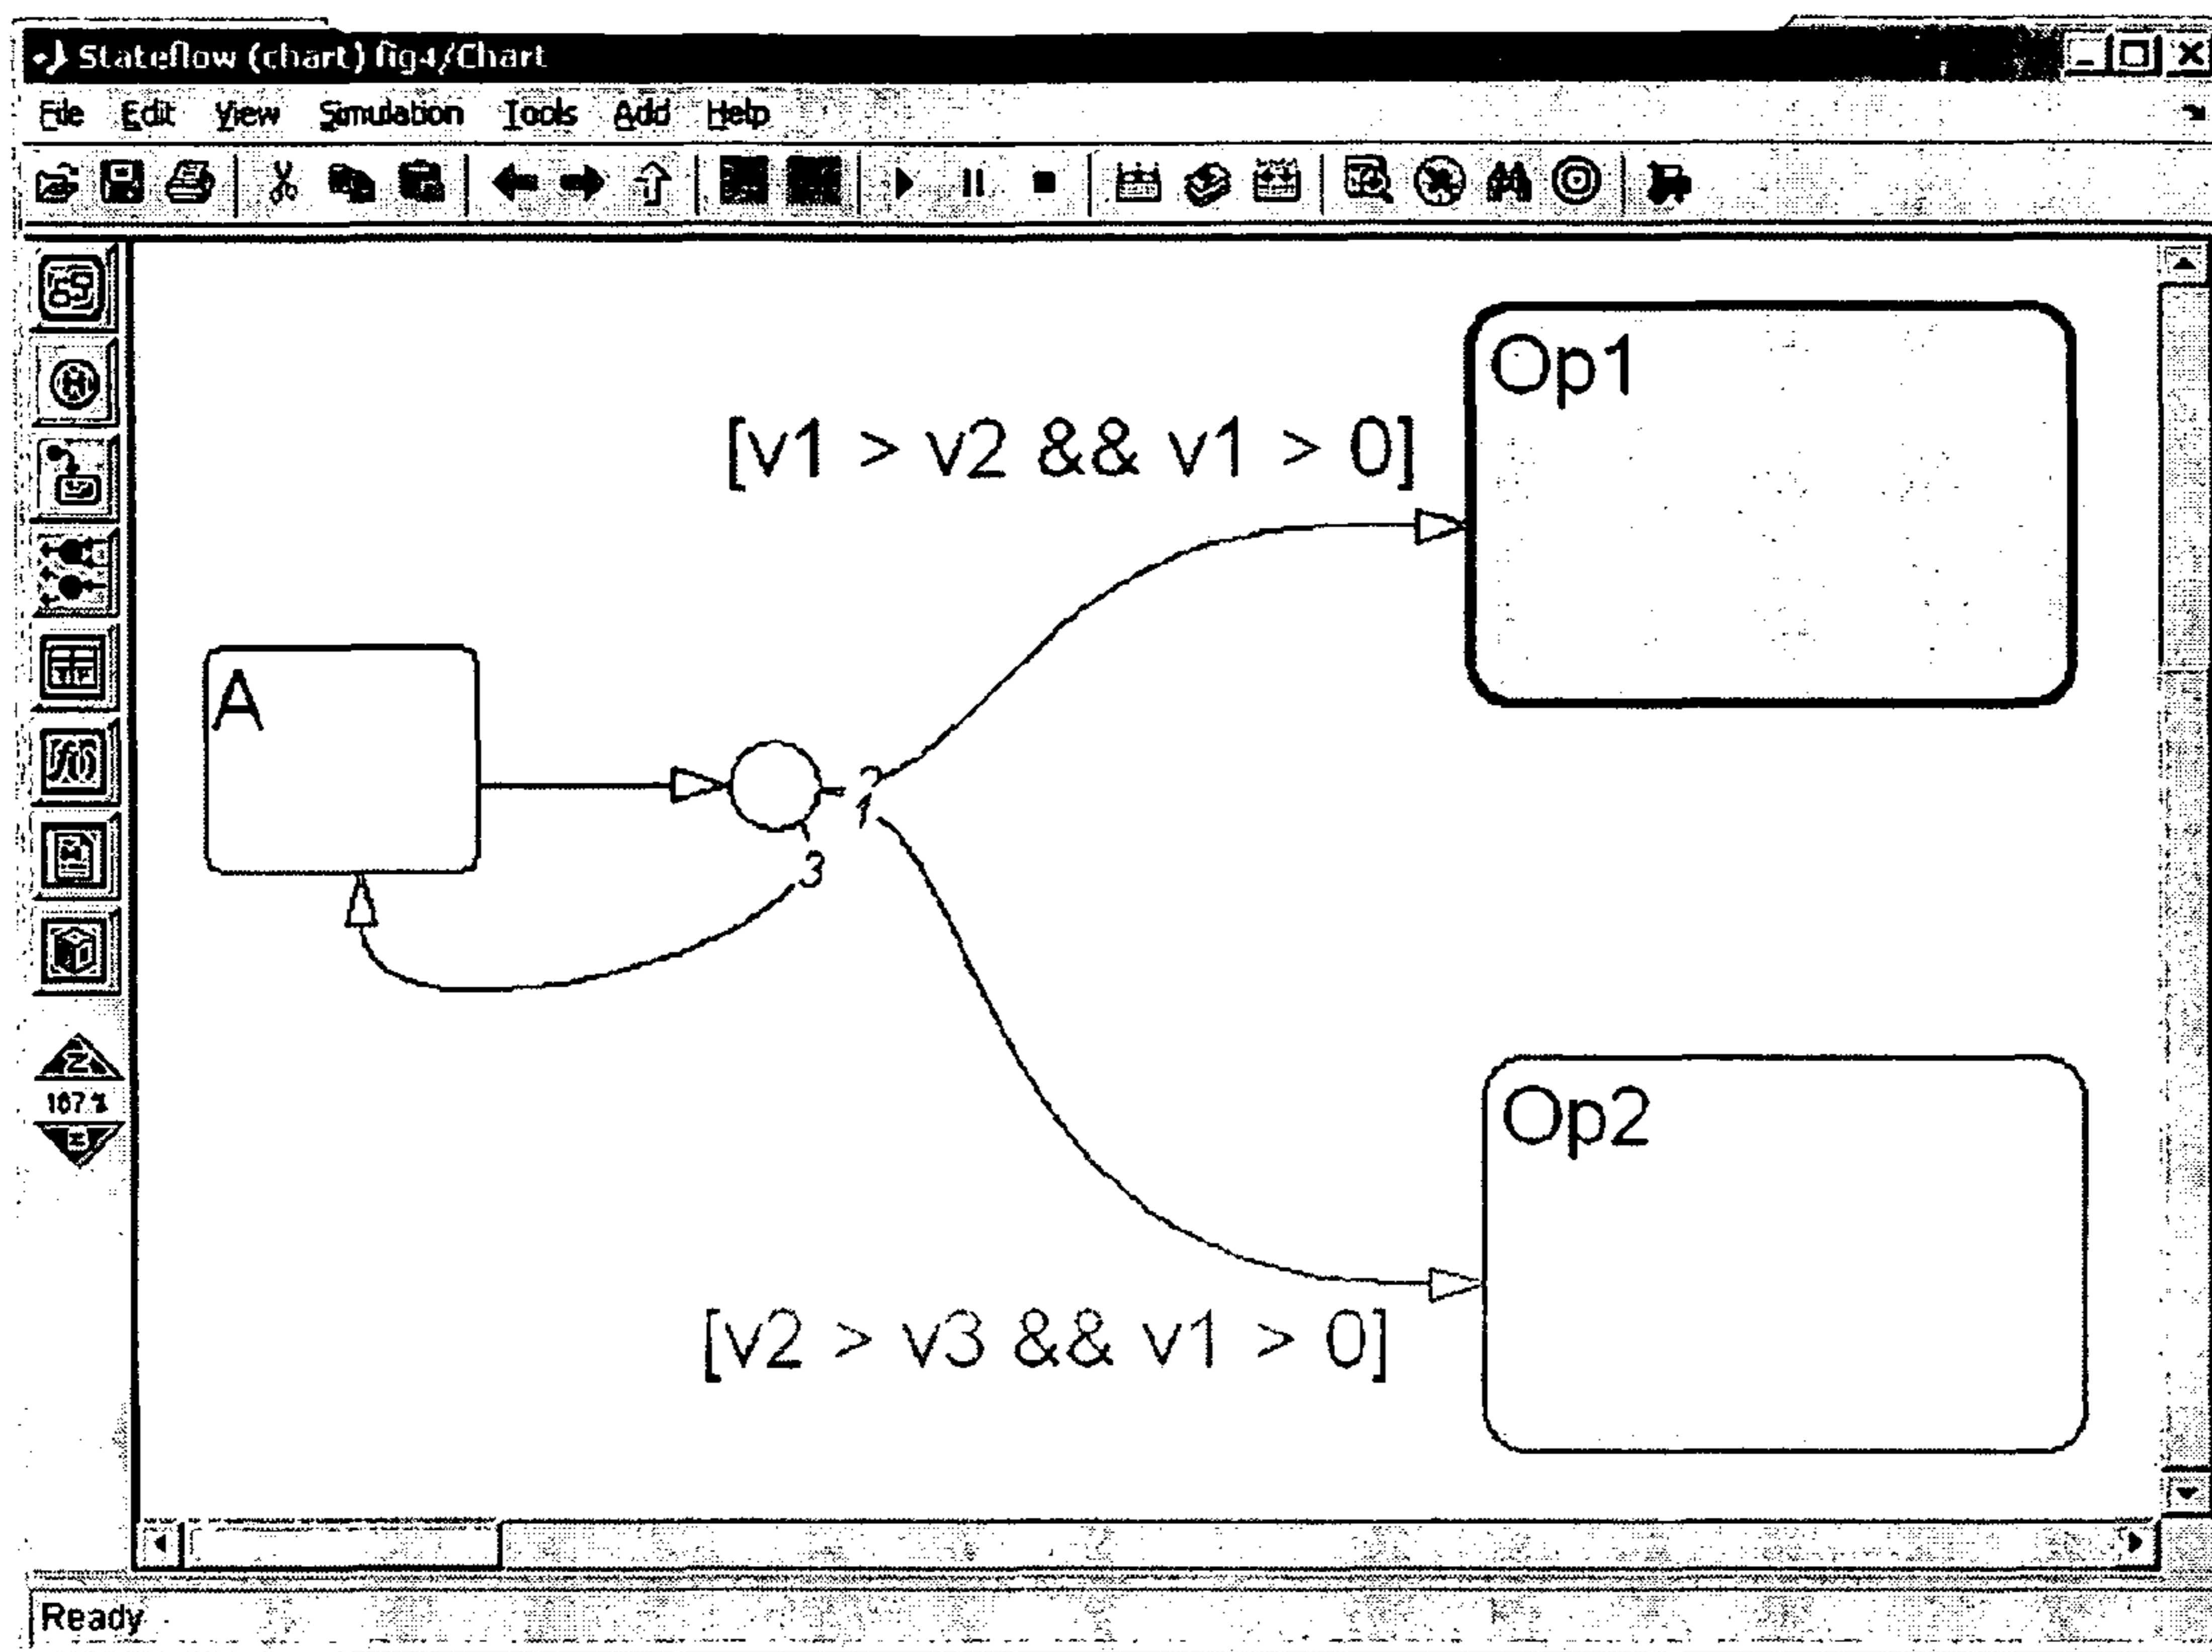 Stateflow (chart) fig4/Chart
File Edit View Simulation Tools Add Help
Op1
[v1 > v2 && v1 > 0]
A
2
1
3
Op2
107 %
[v2 > v3 && v1 > 0]
Ready